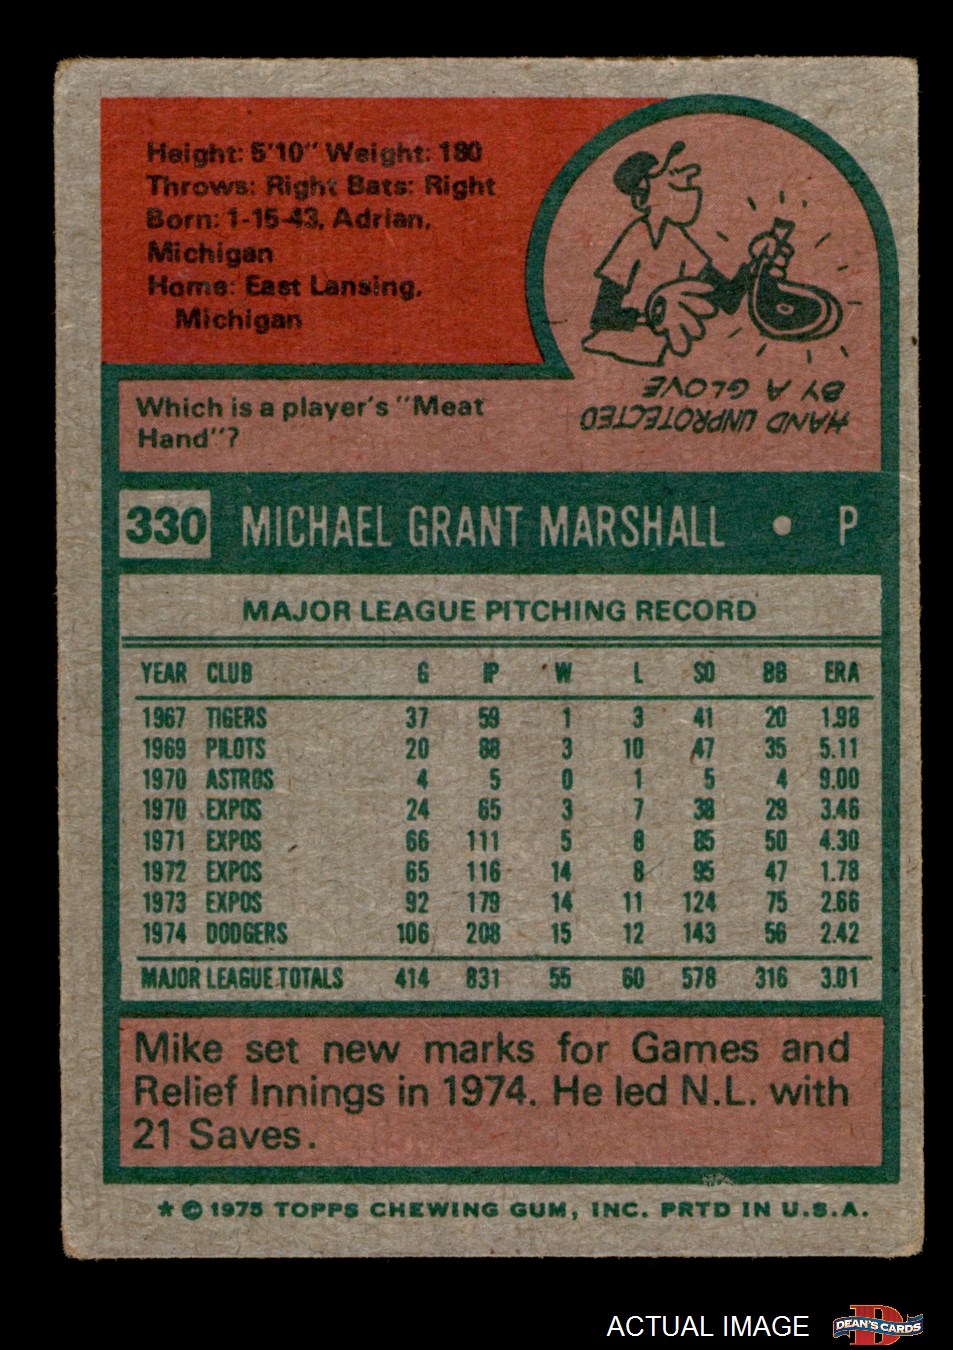 Height: 5'10" Weight: 180
Throws: Right Bats: Right
Born: 1-15-43, Adrian,
Michigan
Home: East Lansing,
Michigan
Which is a player's "Meat
Hand"?
HAND UNPROTECTED
BY A GLOVE
330 MICHAEL GRANT MARSHALL • P
MAJOR LEAGUE PITCHING RECORD
YEAR CLUB G IP W L SO BB ERA
1967 TIGERS 37 59 1 3 41 20 1.98
1969 PILOTS 20 88 3 10 47 35 5.11
1970 ASTROS 4 5 0 1 5 4 9.00
1970 EXPOS 24 65 3 7 38 29 3.46
1971 EXPOS 66 111 5 8 85 50 4.30
1972 EXPOS 65 116 14 8 95 47 1.78
1973 EXPOS 92 179 14 11 124 75 2.66
1974 DODGERS 106 208 15 12 143 56 2.42
MAJOR LEAGUE TOTALS 414 831 55 60 578 316 3.01
Mike set new marks for Games and
Relief Innings in 1974. He led N.L. with
21 Saves.
* © 1975 TOPPS CHEWING GUM, INC. PRTD IN U.S.A.
ACTUAL IMAGE
D
DEAN'S CARDS